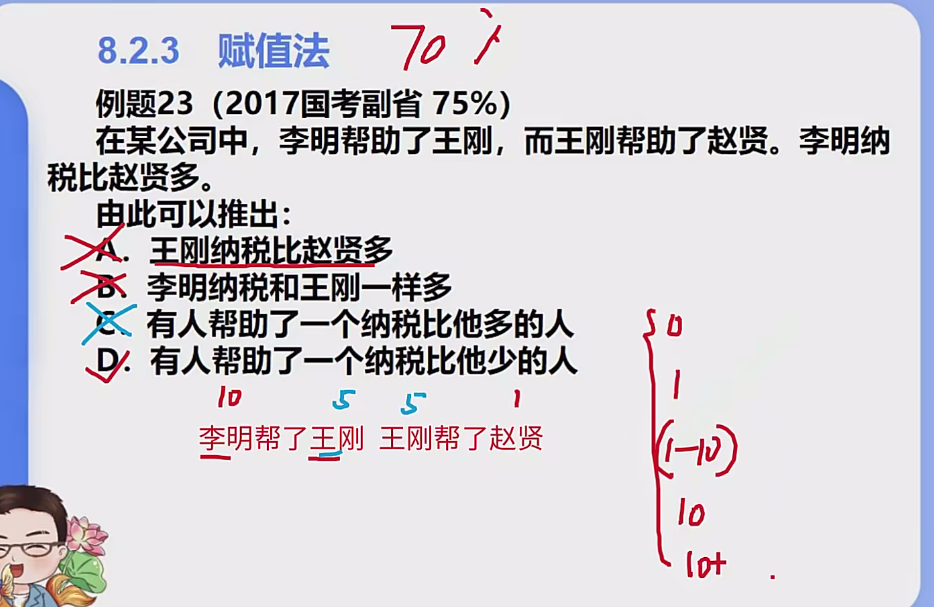 8.2.3 赋值法 70%
例题23（2017国考副省 75%）
在某公司中，李明帮助了王刚，而王刚帮助了赵贤。李明纳
税比赵贤多。
由此可以推出：
A. 王刚纳税比赵贤多
B. 李明纳税和王刚一样多
C. 有人帮助了一个纳税比他多的人
D. 有人帮助了一个纳税比他少的人
10 5 5 1
李明帮了王刚 王刚帮了赵贤
0
1
(1-10)
10
10+